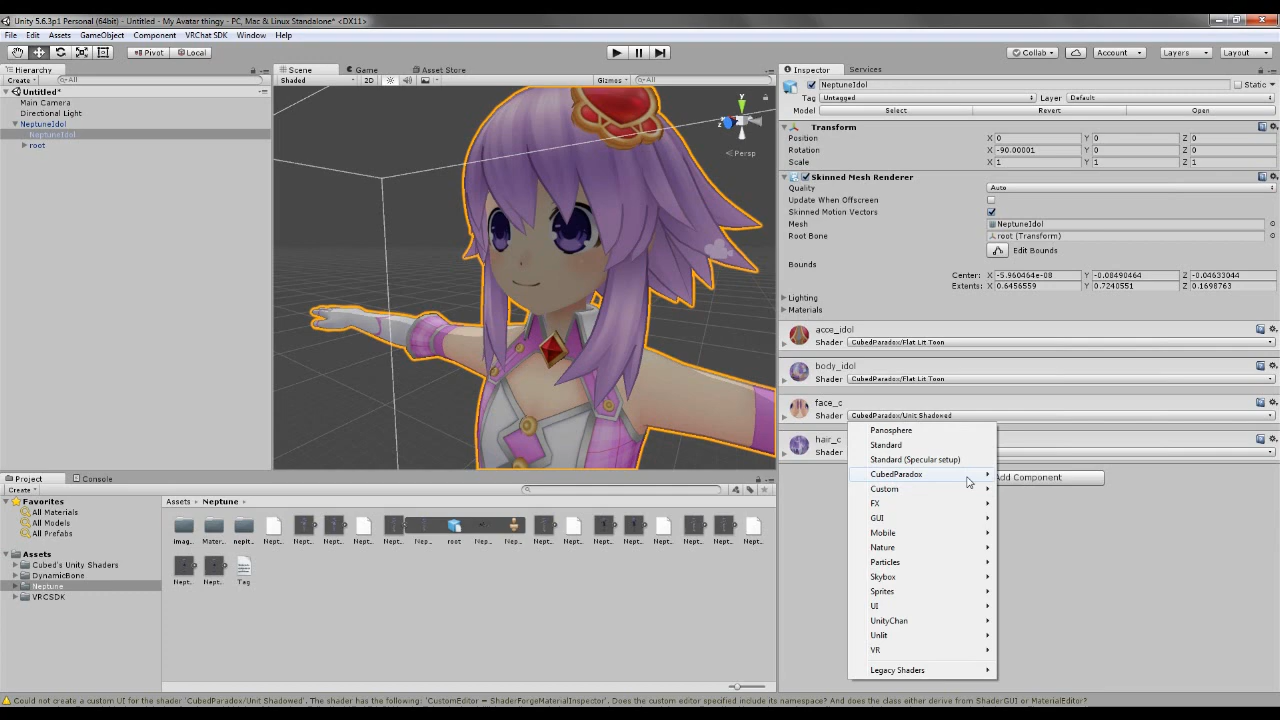 Unity 5.6.3p1 Personal (64bit) - Untitled - My Avatar thingy - PC, Mac & Linux Standalone* <DX11>
File Edit Assets GameObject Component VRChat SDK Window Help
Pivot Local Collab Account Layers Layout
Hierarchy
Create All
Untitled*
Main Camera
Directional Light
NeptuneIdol
NeptuneIdol
root
Scene Game Asset Store
Shaded 2D Gizmos All
y
z
Persp
Inspector Services
NeptuneIdol Static
Tag Untagged Layer Default
Model Select Revert Open
Transform
Position X 0 Y 0 Z 0
Rotation X -90.00001 Y 0 Z 0
Scale X 1 Y 1 Z 1
Skinned Mesh Renderer
Quality Auto
Update When Offscreen
Skinned Motion Vectors
Mesh NeptuneIdol
Root Bone root (Transform)
Edit Bounds
Bounds
Center: X -5.960464e-08 Y -0.08490464 Z -0.04633044
Extents: X 0.6456559 Y 0.7240551 Z 0.1698763
Lighting
Materials
acce_idol
Shader CubedParadox/Flat Lit Toon
body_idol
Shader CubedParadox/Flat Lit Toon
face_c
Shader CubedParadox/Unit Shadowed
hair_c
Shader
Add Component
Panosphere
Standard
Standard (Specular setup)
CubedParadox
Custom
FX
GUI
Mobile
Nature
Particles
Skybox
Sprites
UI
UnityChan
Unlit
VR
Legacy Shaders
Project Console
Create
Favorites
All Materials
All Models
All Prefabs
Assets
Cubed's Unity Shaders
DynamicBone
Neptune
VRCSDK
Assets Neptune
imag... Mater... nepit... Nept... Nept... Nept... Nept... Nept... Nep... root Nep... Nep... Nept... Nept... Nept... Nept... Nept... Nept... Nept... Nept...
Nept... Nept... Tag
Could not create a custom UI for the shader 'CubedParadox/Unit Shadowed'. The shader has the following: 'CustomEditor = ShaderForgeMaterialInspector'. Does the custom editor specified include its namespace? And does the class either derive from ShaderGUI or MaterialEditor?